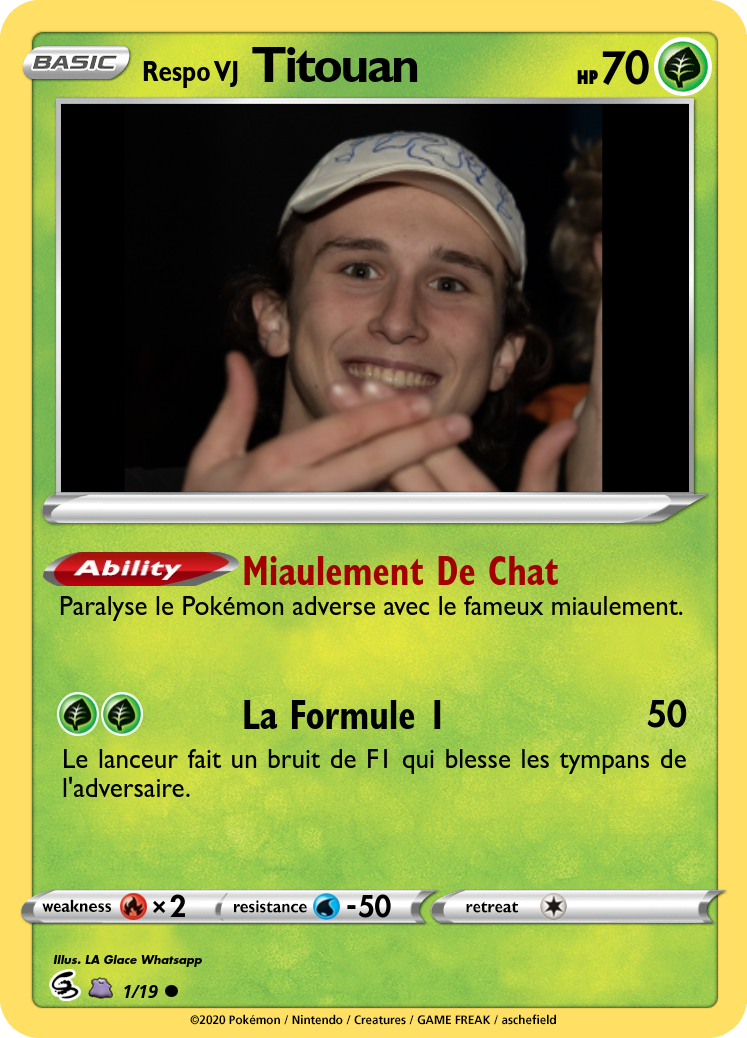 BASIC Respo VJ Titouan HP 70
Ability Miaulement De Chat
Paralyse le Pokémon adverse avec le fameux miaulement.
La Formule 1 50
Le lanceur fait un bruit de F1 qui blesse les tympans de
l'adversaire.
weakness ×2 resistance -50 retreat
Illus. LA Glace Whatsapp
1/19
©2020 Pokémon / Nintendo / Creatures / GAME FREAK / aschefield